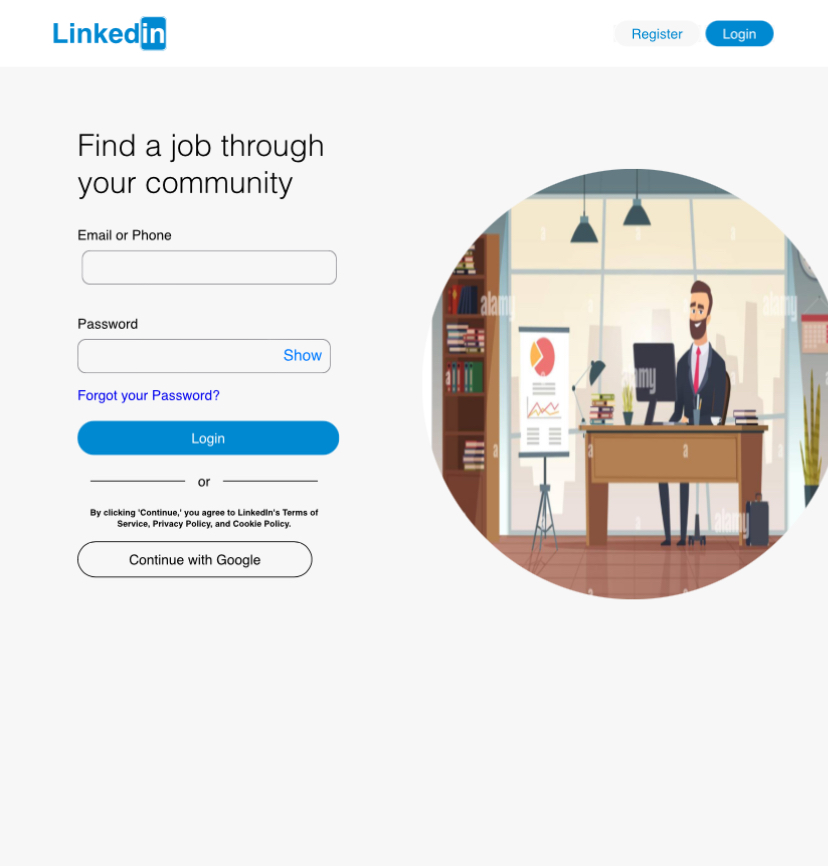 Linkedin
Register
Login
Find a job through
your community
Email or Phone
Password
Show
Forgot your Password?
Login
or
By clicking 'Continue,' you agree to LinkedIn's Terms of
Service, Privacy Policy, and Cookie Policy.
Continue with Google
a
a
a
alamy
a
alamy
alamy
a
a
a
a
a
alamy
a
a